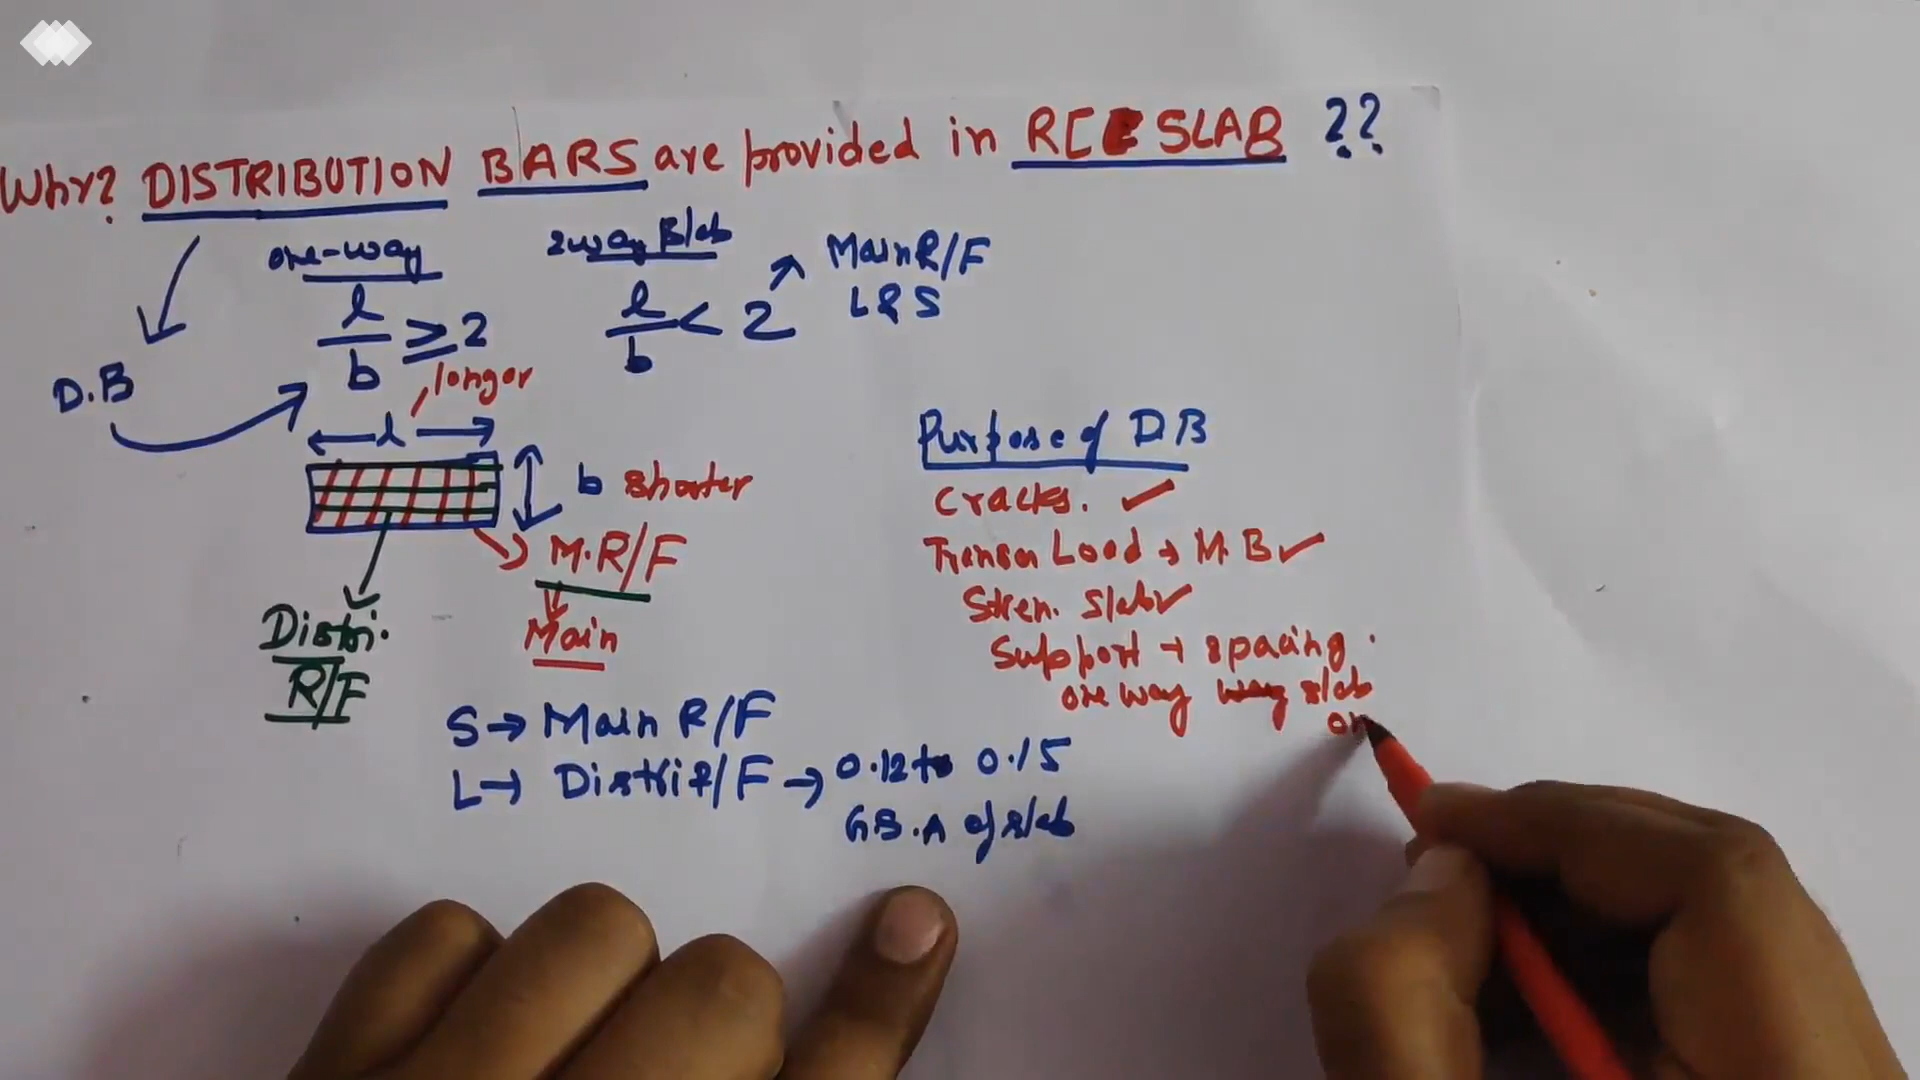 Why? DISTRIBUTION BARS are provided in RCC SLAB ??
one-way
l
b
≥ 2
2way Slab
l
b
< 2
Main R/F
L & S
D.B
longer
l
b shorter
M.R/F
Main
Distri.
R/F
S → Main R/F
L → Distri R/F → 0.12 to 0.15
G.S.A of slab
Purpose of DB
Cracks. ✓
Load → M.B ✓
Stren. Slab ✓
Support → spacing
one way way slab
on